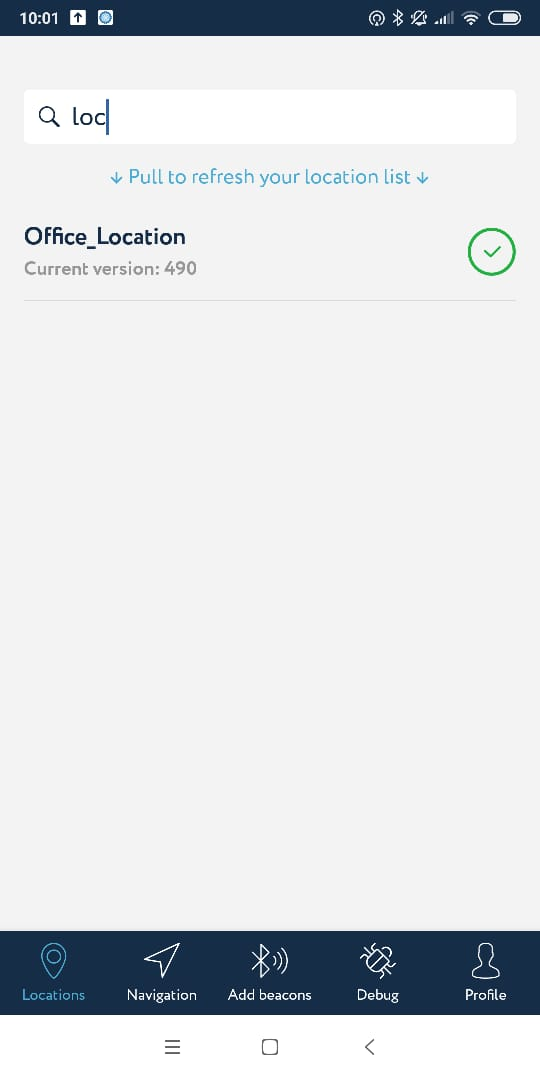 10:01
loc
↓ Pull to refresh your location list ↓
Office_Location
Current version: 490
Locations Navigation Add beacons Debug Profile